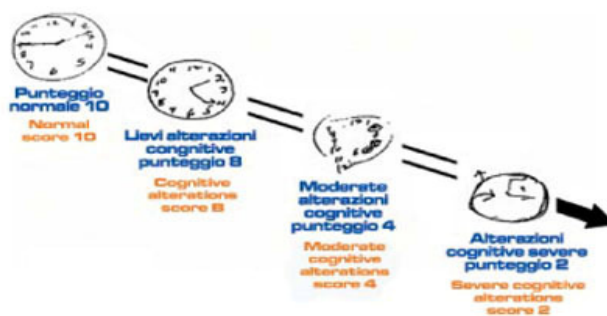 Punteggio
normale 10
Normal
score 10
Lievi alterazioni
congnitive
punteggio 8
Cognitive
alterations
score 8
Moderate
alterazioni
cognitive
punteggio 4
Moderate
cognitive
alterations
score 4
Alterazioni
cognitive severe
punteggio 2
Severe cognitive
alterations
score 2